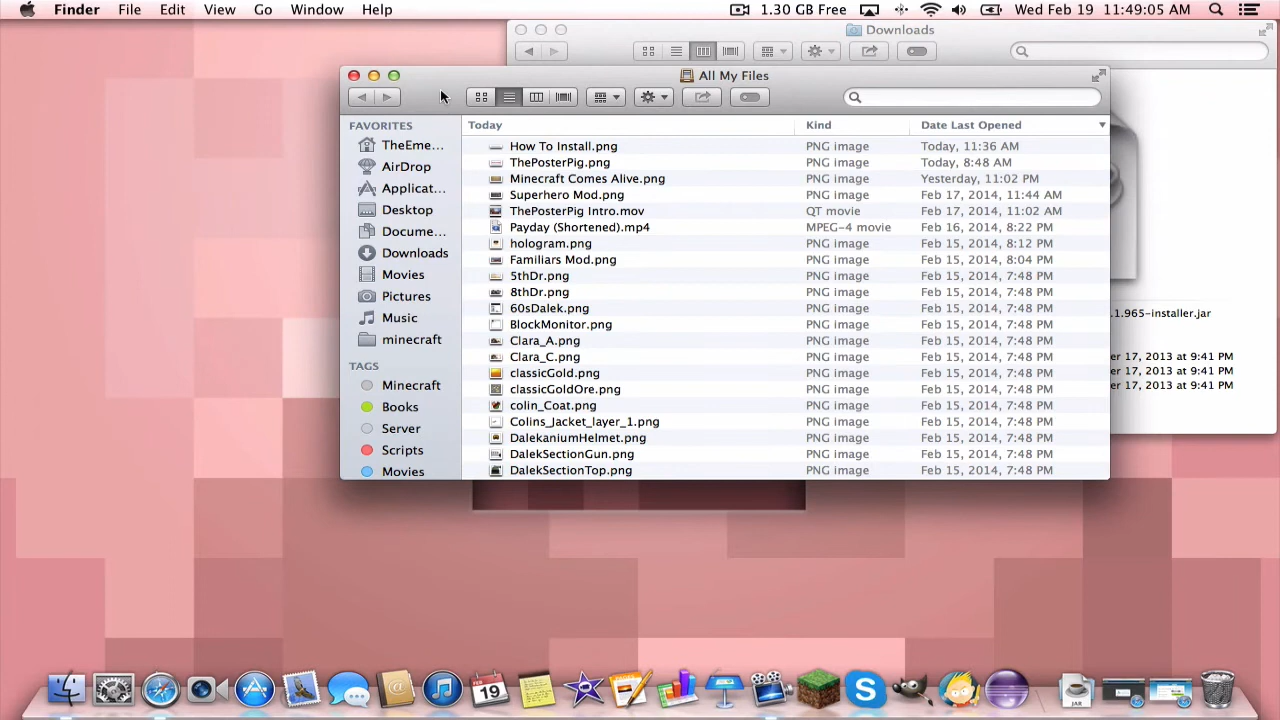 Finder File Edit View Go Window Help 1.30 GB Free Wed Feb 19 11:49:05 AM
Downloads
All My Files
FAVORITES
TheEme...
AirDrop
Applicat...
Desktop
Docume...
Downloads
Movies
Pictures
Music
minecraft
TAGS
Minecraft
Books
Server
Scripts
Movies
Today Kind Date Last Opened
How To Install.png PNG image Today, 11:36 AM
ThePosterPig.png PNG image Today, 8:48 AM
Minecraft Comes Alive.png PNG image Yesterday, 11:02 PM
Superhero Mod.png PNG image Feb 17, 2014, 11:44 AM
ThePosterPig Intro.mov QT movie Feb 17, 2014, 11:02 AM
Payday (Shortened).mp4 MPEG-4 movie Feb 16, 2014, 8:22 PM
hologram.png PNG image Feb 15, 2014, 8:12 PM
Familiars Mod.png PNG image Feb 15, 2014, 8:04 PM
5thDr.png PNG image Feb 15, 2014, 7:48 PM
8thDr.png PNG image Feb 15, 2014, 7:48 PM
60sDalek.png PNG image Feb 15, 2014, 7:48 PM
BlockMonitor.png PNG image Feb 15, 2014, 7:48 PM
Clara_A.png PNG image Feb 15, 2014, 7:48 PM
Clara_C.png PNG image Feb 15, 2014, 7:48 PM
classicGold.png PNG image Feb 15, 2014, 7:48 PM
classicGoldOre.png PNG image Feb 15, 2014, 7:48 PM
colin_Coat.png PNG image Feb 15, 2014, 7:48 PM
Colins_Jacket_layer_1.png PNG image Feb 15, 2014, 7:48 PM
DalekaniumHelmet.png PNG image Feb 15, 2014, 7:48 PM
DalekSectionGun.png PNG image Feb 15, 2014, 7:48 PM
DalekSectionTop.png PNG image Feb 15, 2014, 7:48 PM
.1.965-installer.jar
r 17, 2013 at 9:41 PM
r 17, 2013 at 9:41 PM
r 17, 2013 at 9:41 PM
FEB
19
JAR